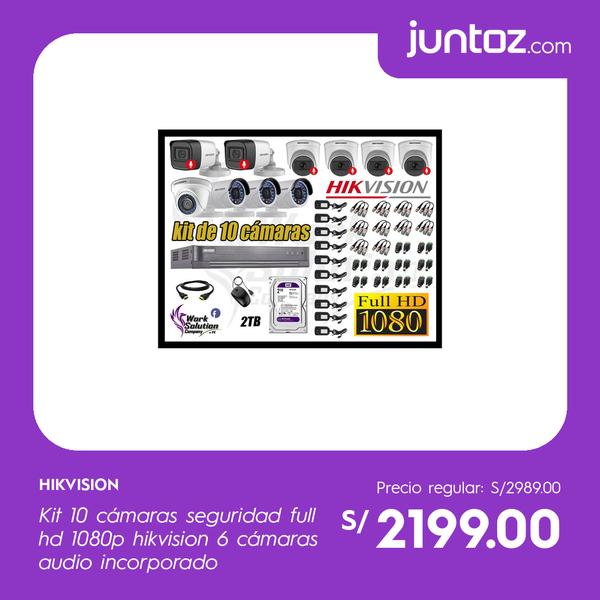 juntoz.com
HIKVISION
kit de 10 cámaras
2TB
Work
Solution
Company
Full HD
1080
HIKVISION
Kit 10 cámaras seguridad full
hd 1080p hikvision 6 cámaras
audio incorporado
Precio regular: S/2989.00
S/ 2199.00